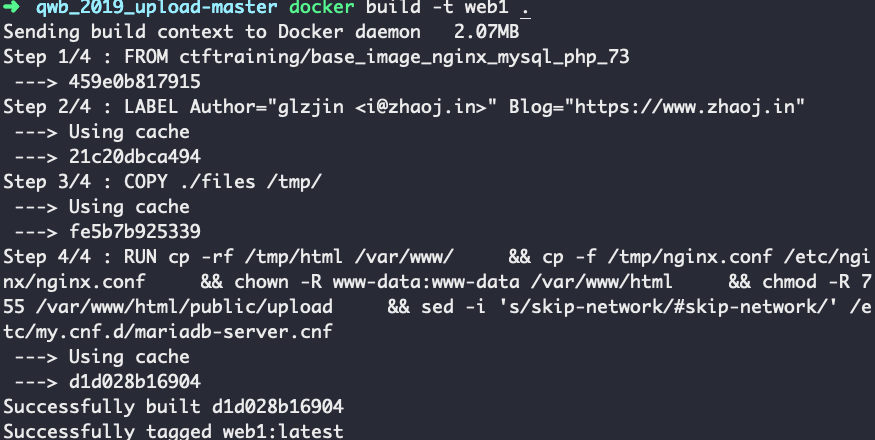 ➜ qwb_2019_upload-master docker build -t web1 .
Sending build context to Docker daemon   2.07MB
Step 1/4 : FROM ctftraining/base_image_nginx_mysql_php_73
 ---> 459e0b817915
Step 2/4 : LABEL Author="glzjin <i@zhaoj.in>" Blog="https://www.zhaoj.in"
 ---> Using cache
 ---> 21c20dbca494
Step 3/4 : COPY ./files /tmp/
 ---> Using cache
 ---> fe5b7b925339
Step 4/4 : RUN cp -rf /tmp/html /var/www/     && cp -f /tmp/nginx.conf /etc/ngi
nx/nginx.conf     && chown -R www-data:www-data /var/www/html     && chmod -R 7
55 /var/www/html/public/upload     && sed -i 's/skip-network/#skip-network/' /e
tc/my.cnf.d/mariadb-server.cnf
 ---> Using cache
 ---> d1d028b16904
Successfully built d1d028b16904
Successfully tagged web1:latest